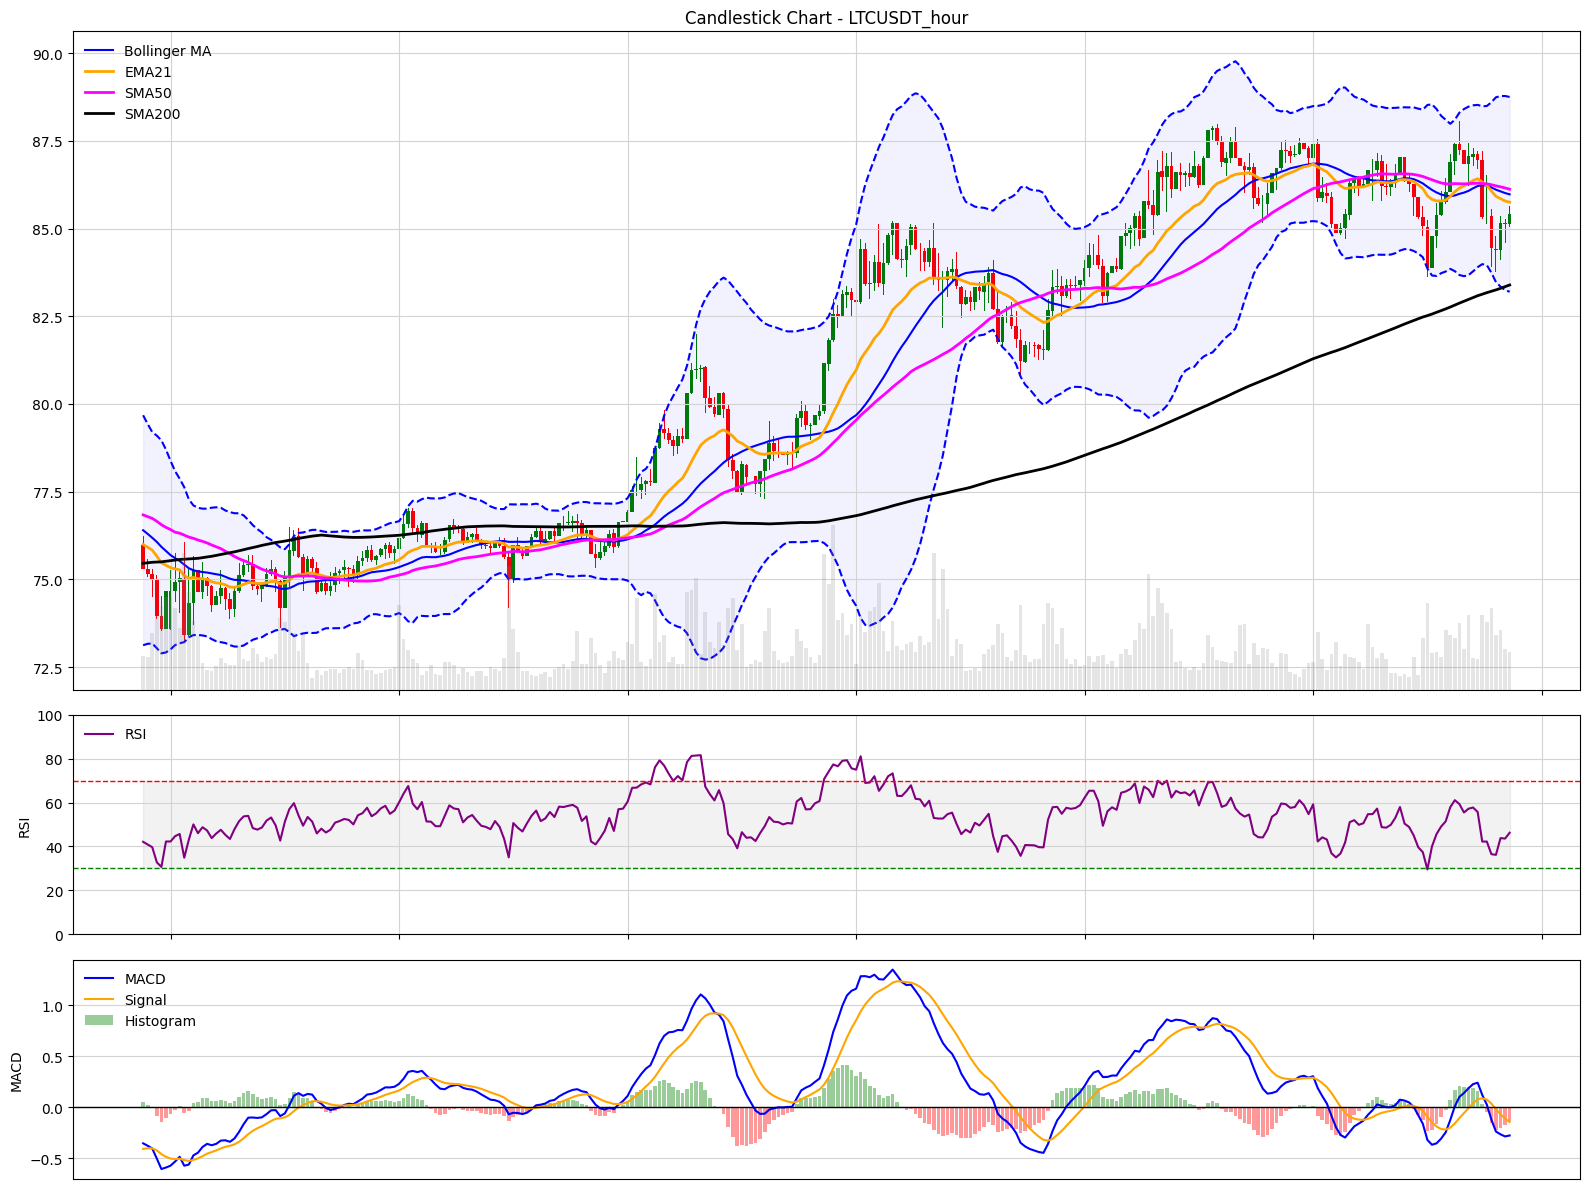 Candlestick Chart - LTCUSDT_hour
Bollinger MA
EMA21
SMA50
SMA200
90.0
87.5
85.0
82.5
80.0
77.5
75.0
72.5
RSI
100
80
60
40
20
0
RSI
MACD
Signal
Histogram
1.0
0.5
0.0
−0.5
MACD